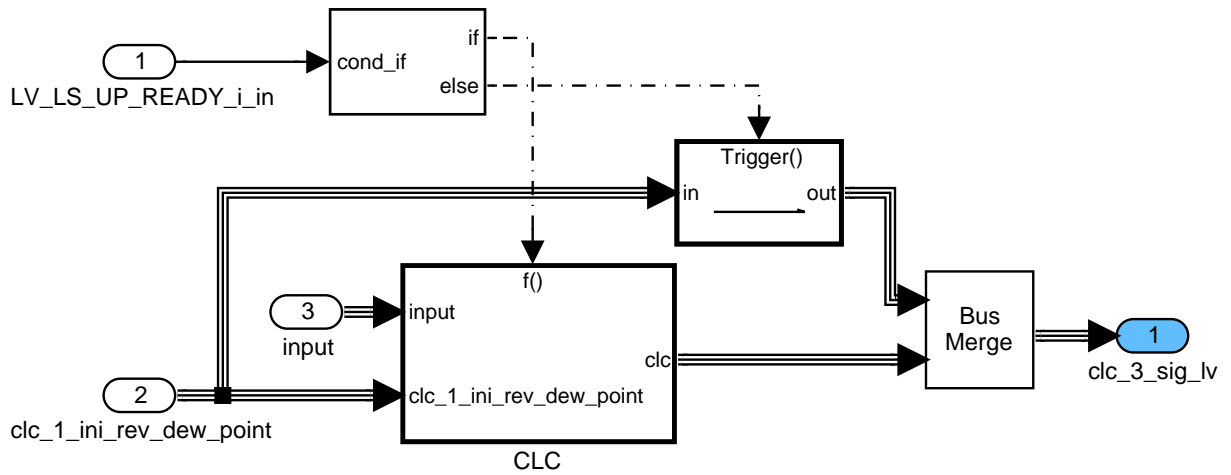 1
LV_LS_UP_READY_i_in
cond_if
if
else
Trigger()
in
out
f()
3
input
input
clc
2
clc_1_ini_rev_dew_point
clc_1_ini_rev_dew_point
CLC
Bus
Merge
1
clc_3_sig_lv